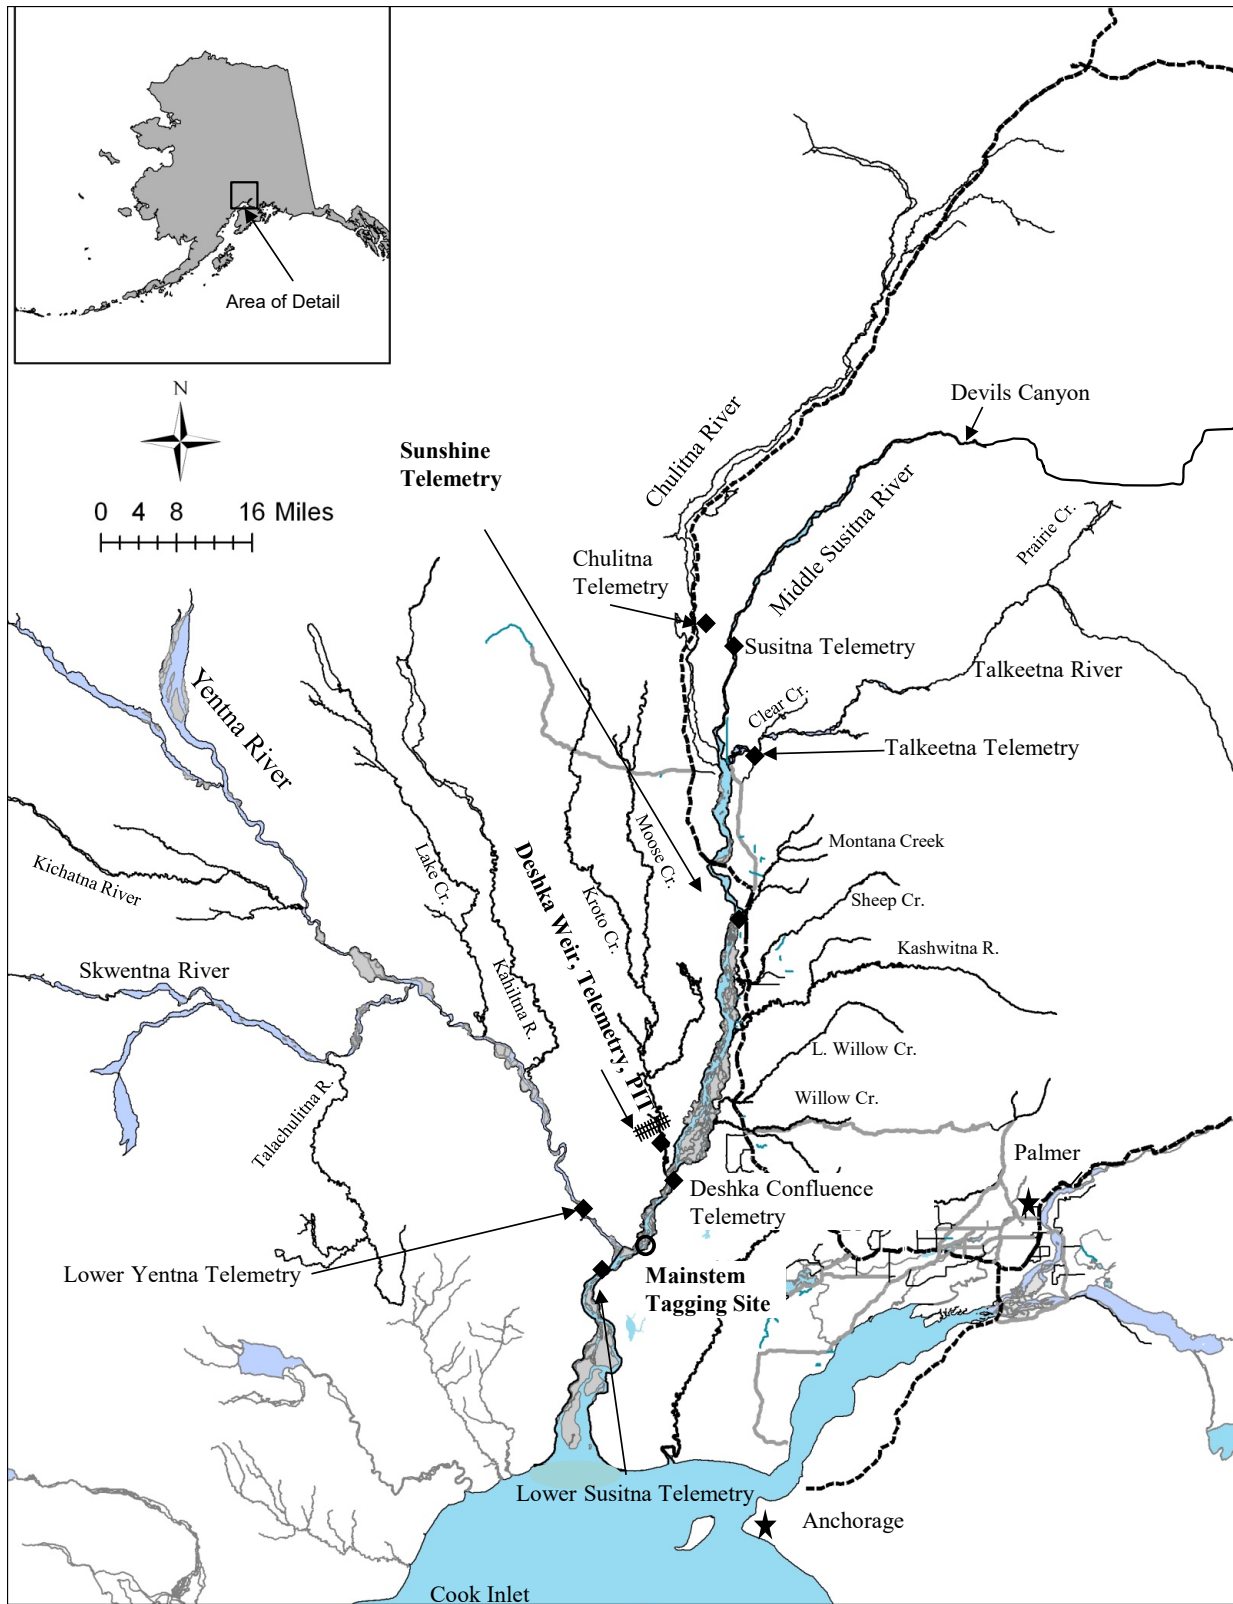 Area of Detail
N
0 4 8 16 Miles
Devils Canyon
Chulitna River
Sunshine
Telemetry
Middle Susitna River
Prairie Cr.
Chulitna
Telemetry
Susitna Telemetry
Talkeetna River
Clear Cr.
Talkeetna Telemetry
Yentna River
Montana Creek
Moose Cr.
Lake Cr.
Kichatna River
Deshka Weir, Telemetry, PIT
Kroto Cr.
Sheep Cr.
Kashwitna R.
Skwentna River
Kahiltna R.
L. Willow Cr.
Willow Cr.
Talachulitna R.
Palmer
Deshka Confluence
Telemetry
Lower Yentna Telemetry
Mainstem
Tagging Site
Lower Susitna Telemetry
Anchorage
Cook Inlet